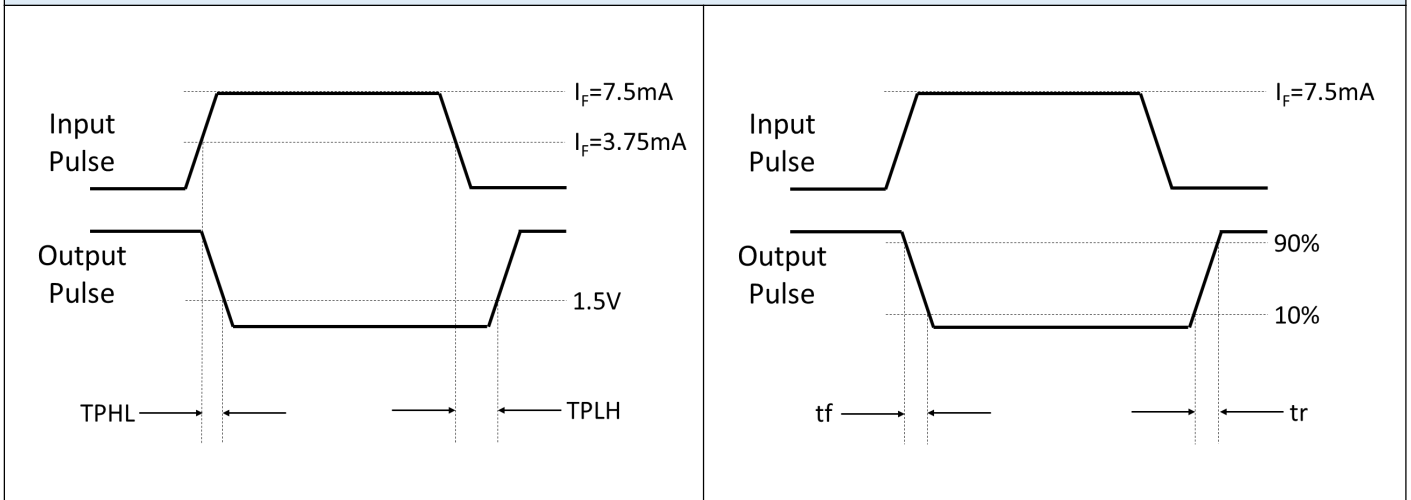 I_F=7.5mA
Input
Pulse
I_F=3.75mA
Output
Pulse
1.5V
TPHL
TPLH
I_F=7.5mA
Input
Pulse
Output
Pulse
90%
10%
tf
tr